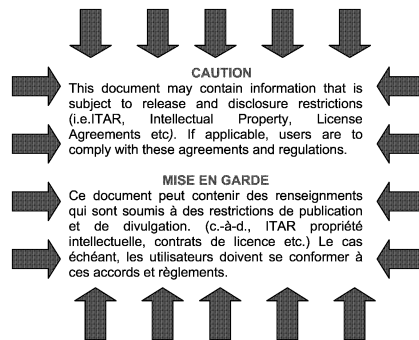 CAUTION
This document may contain information that is
subject to release and disclosure restrictions
(i.e.ITAR, Intellectual Property, License
Agreements etc). If applicable, users are to
comply with these agreements and regulations.
MISE EN GARDE
Ce document peut contenir des renseignments
qui sont soumis à des restrictions de publication
et de divulgation. (c.-à-d., ITAR propriété
intellectuelle, contrats de licence etc.) Le cas
échéant, les utilisateurs doivent se conformer à
ces accords et règlements.